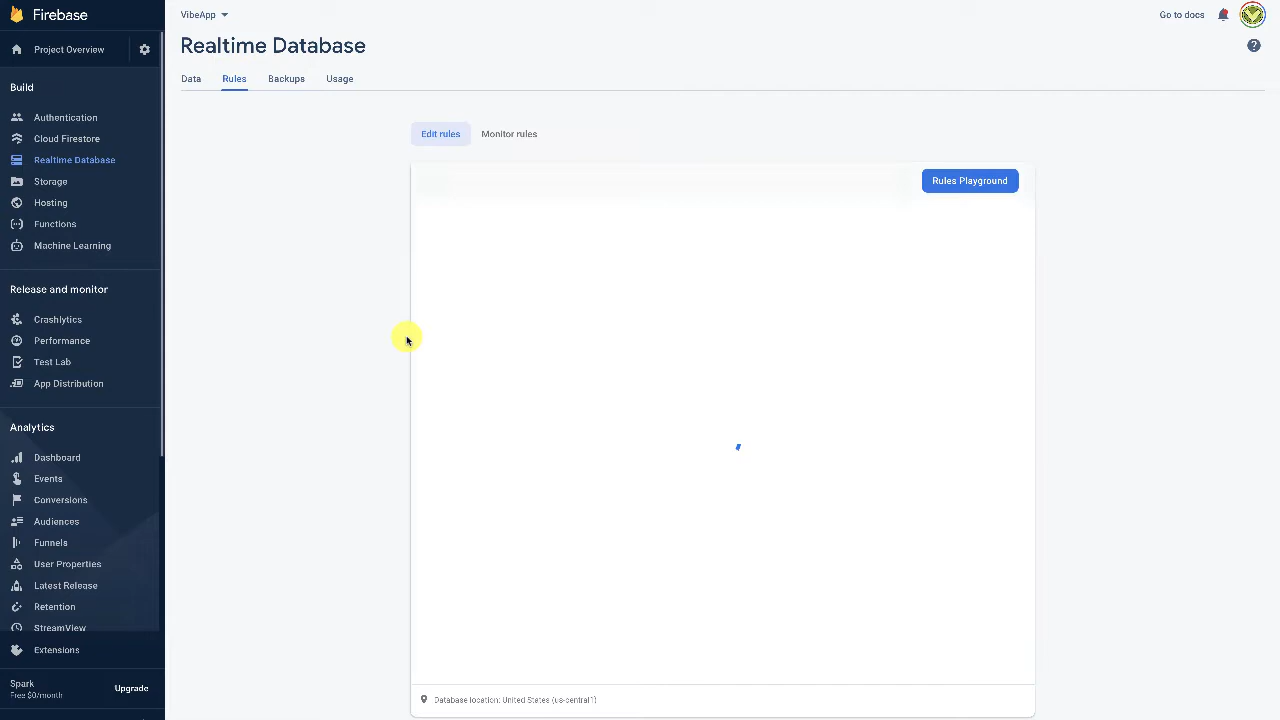 Firebase
VibeApp
Go to docs
Project Overview
Realtime Database
?
Data
Rules
Backups
Usage
Build
Authentication
Cloud Firestore
Realtime Database
Storage
Hosting
Functions
Machine Learning
Edit rules
Monitor rules
Rules Playground
Release and monitor
Crashlytics
Performance
Test Lab
App Distribution
Analytics
Dashboard
Events
Conversions
Audiences
Funnels
User Properties
Latest Release
Retention
StreamView
Extensions
Spark
Free $0/month
Upgrade
Database location: United States (us-central1)